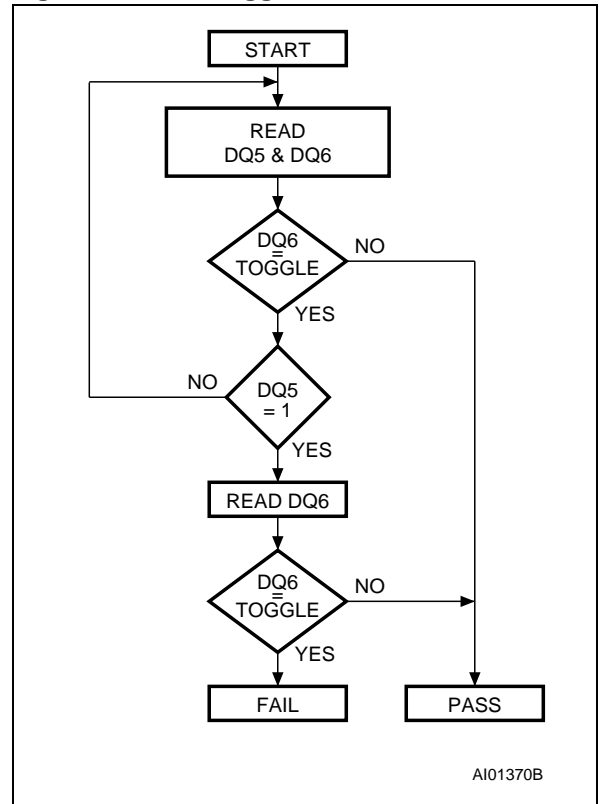 START
READ
DQ5 & DQ6
DQ6
=
TOGGLE
NO
YES
NO
DQ5
= 1
YES
READ DQ6
DQ6
=
TOGGLE
NO
YES
FAIL
PASS
AI01370B